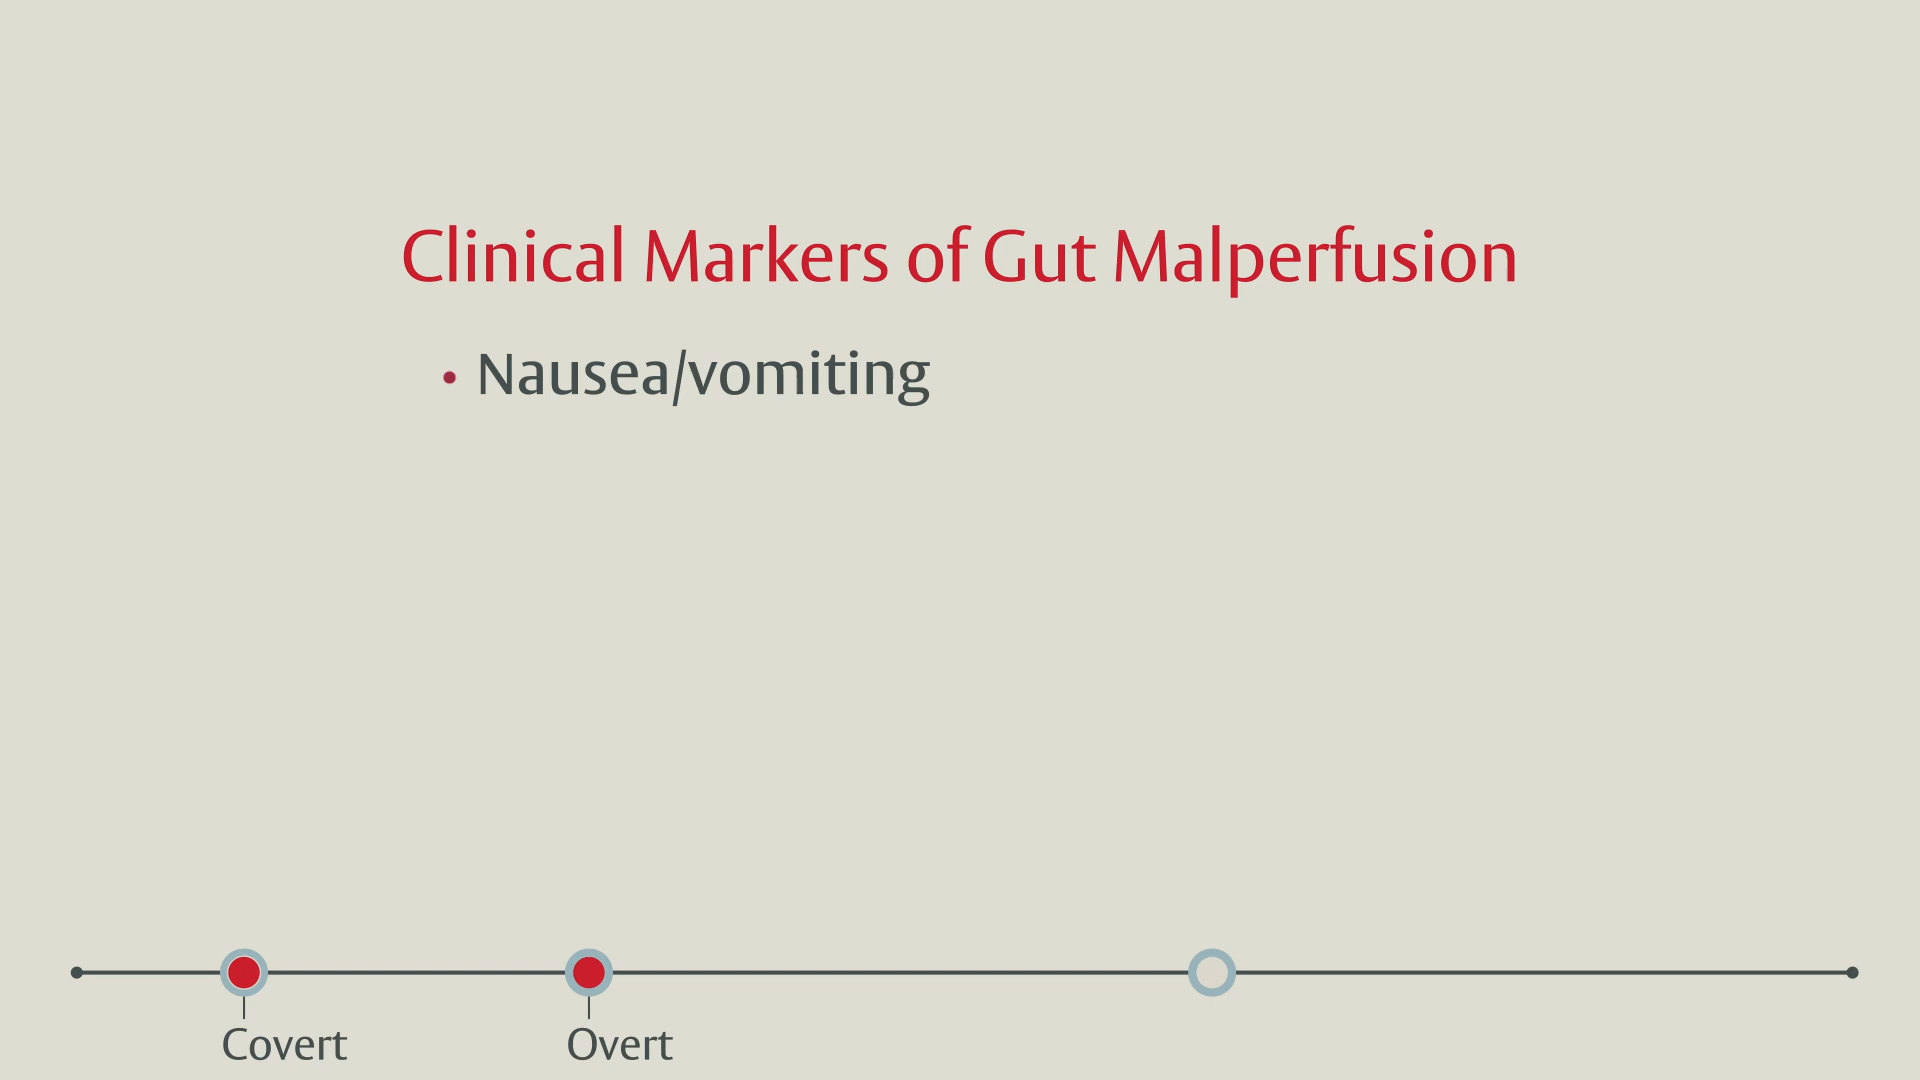 Clinical Markers of Gut Malperfusion
• Nausea/vomiting
Covert
Overt